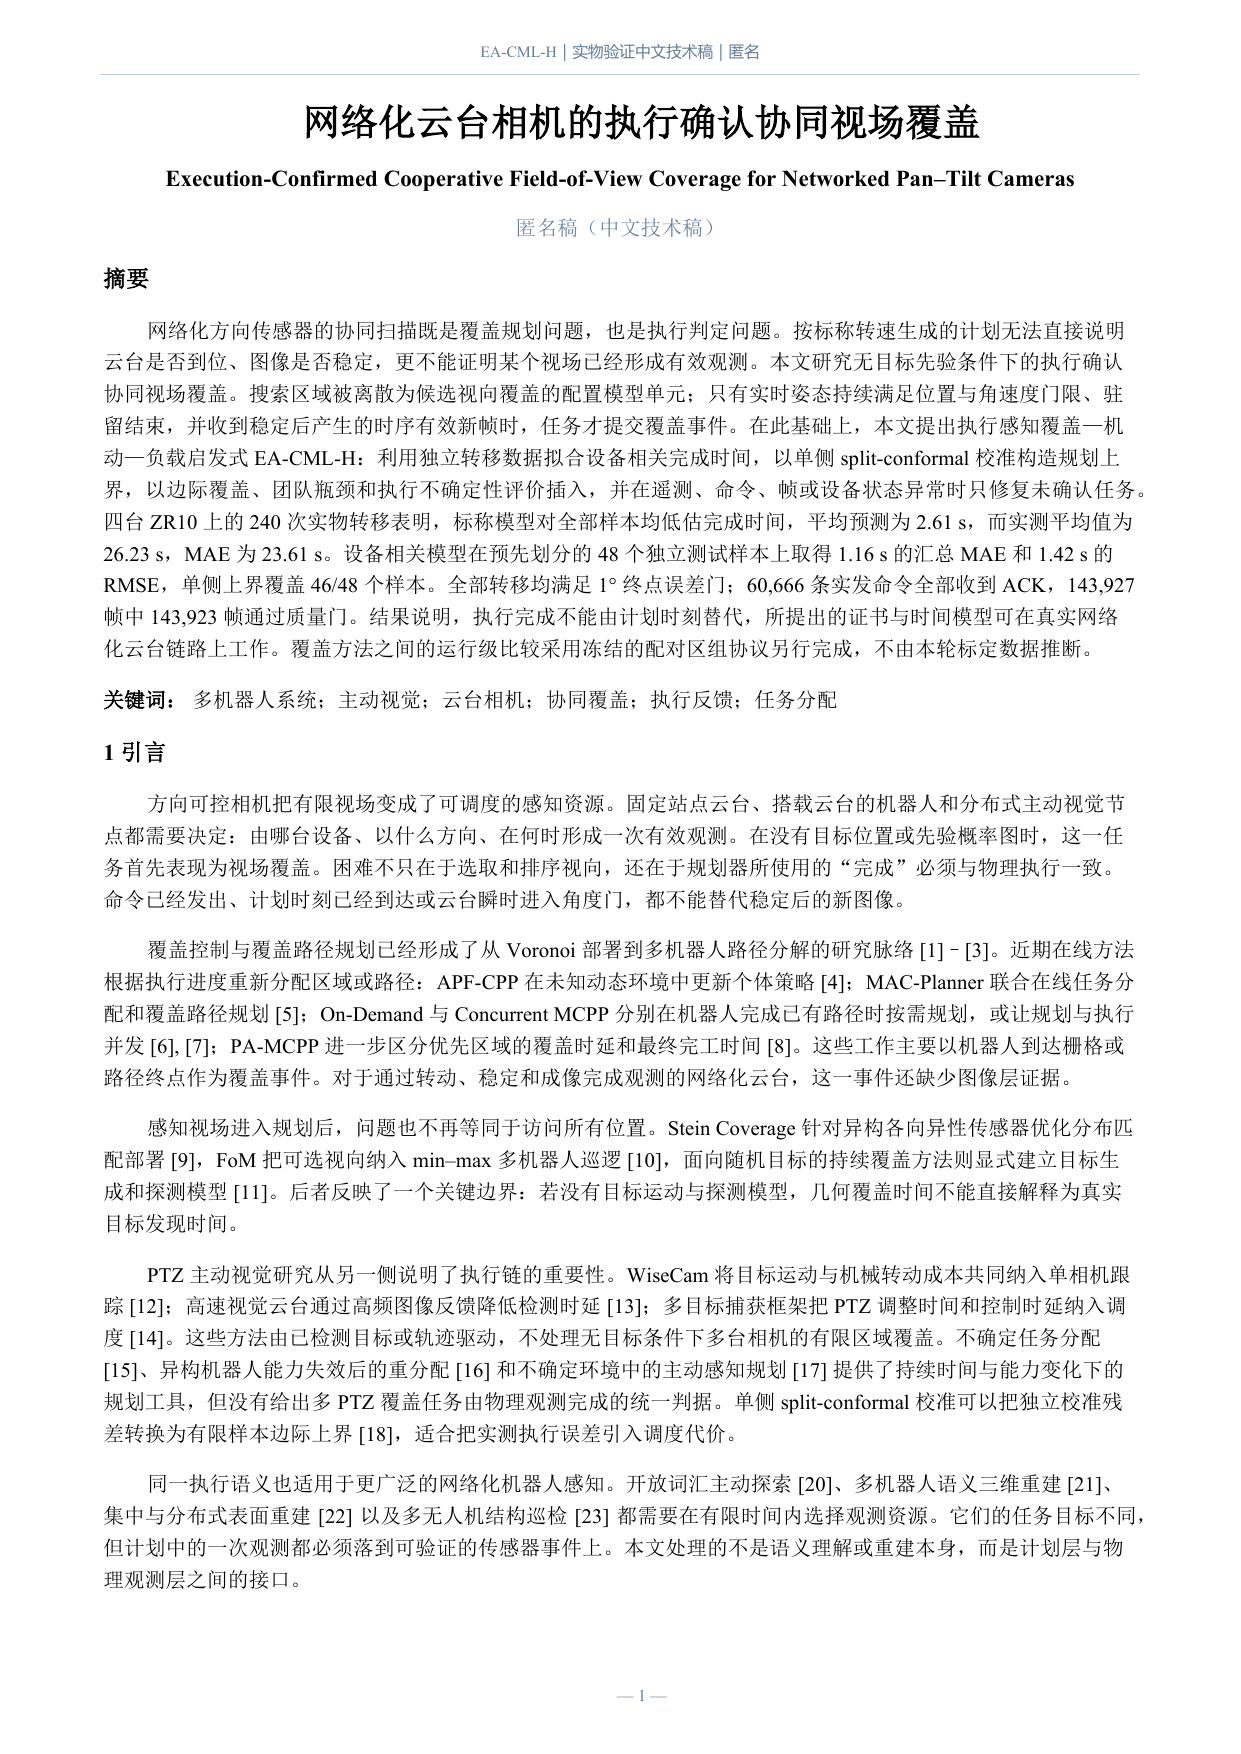 EA-CML-H｜实物验证中文技术稿｜匿名
网络化云台相机的执行确认协同视场覆盖
Execution-Confirmed Cooperative Field-of-View Coverage for Networked Pan–Tilt Cameras
匿名稿（中文技术稿）
摘要
网络化方向传感器的协同扫描既是覆盖规划问题，也是执行判定问题。按标称转速生成的计划无法直接说明
云台是否到位、图像是否稳定，更不能证明某个视场已经形成有效观测。本文研究无目标先验条件下的执行确认
协同视场覆盖。搜索区域被离散为候选视向覆盖的配置模型单元；只有实时姿态持续满足位置与角速度门限、驻
留结束，并收到稳定后产生的时序有效新帧时，任务才提交覆盖事件。在此基础上，本文提出执行感知覆盖—机
动—负载启发式 EA-CML-H：利用独立转移数据拟合设备相关完成时间，以单侧 split-conformal 校准构造规划上
界，以边际覆盖、团队瓶颈和执行不确定性评价插入，并在遥测、命令、帧或设备状态异常时只修复未确认任务。
四台 ZR10 上的 240 次实物转移表明，标称模型对全部样本均低估完成时间，平均预测为 2.61 s，而实测平均值为
26.23 s，MAE 为 23.61 s。设备相关模型在预先划分的 48 个独立测试样本上取得 1.16 s 的汇总 MAE 和 1.42 s 的
RMSE，单侧上界覆盖 46/48 个样本。全部转移均满足 1° 终点误差门；60,666 条实发命令全部收到 ACK，143,927
帧中 143,923 帧通过质量门。结果说明，执行完成不能由计划时刻替代，所提出的证书与时间模型可在真实网络
化云台链路上工作。覆盖方法之间的运行级比较采用冻结的配对区组协议另行完成，不由本轮标定数据推断。
关键词： 多机器人系统；主动视觉；云台相机；协同覆盖；执行反馈；任务分配
1 引言
方向可控相机把有限视场变成了可调度的感知资源。固定站点云台、搭载云台的机器人和分布式主动视觉节
点都需要决定：由哪台设备、以什么方向、在何时形成一次有效观测。在没有目标位置或先验概率图时，这一任
务首先表现为视场覆盖。困难不只在于选取和排序视向，还在于规划器所使用的“完成”必须与物理执行一致。
命令已经发出、计划时刻已经到达或云台瞬时进入角度门，都不能替代稳定后的新图像。
覆盖控制与覆盖路径规划已经形成了从 Voronoi 部署到多机器人路径分解的研究脉络 [1]–[3]。近期在线方法
根据执行进度重新分配区域或路径：APF-CPP 在未知动态环境中更新个体策略 [4]；MAC-Planner 联合在线任务分
配和覆盖路径规划 [5]；On-Demand 与 Concurrent MCPP 分别在机器人完成已有路径时按需规划，或让规划与执行
并发 [6], [7]；PA-MCPP 进一步区分优先区域的覆盖时延和最终完工时间 [8]。这些工作主要以机器人到达栅格或
路径终点作为覆盖事件。对于通过转动、稳定和成像完成观测的网络化云台，这一事件还缺少图像层证据。
感知视场进入规划后，问题也不再等同于访问所有位置。Stein Coverage 针对异构各向异性传感器优化分布匹
配部署 [9]，FoM 把可选视向纳入 min–max 多机器人巡逻 [10]，面向随机目标的持续覆盖方法则显式建立目标生
成和探测模型 [11]。后者反映了一个关键边界：若没有目标运动与探测模型，几何覆盖时间不能直接解释为真实
目标发现时间。
PTZ 主动视觉研究从另一侧说明了执行链的重要性。WiseCam 将目标运动与机械转动成本共同纳入单相机跟
踪 [12]；高速视觉云台通过高频图像反馈降低检测时延 [13]；多目标捕获框架把 PTZ 调整时间和控制时延纳入调
度 [14]。这些方法由已检测目标或轨迹驱动，不处理无目标条件下多台相机的有限区域覆盖。不确定任务分配
[15]、异构机器人能力失效后的重分配 [16] 和不确定环境中的主动感知规划 [17] 提供了持续时间与能力变化下的
规划工具，但没有给出多 PTZ 覆盖任务由物理观测完成的统一判据。单侧 split-conformal 校准可以把独立校准残
差转换为有限样本边际上界 [18]，适合把实测执行误差引入调度代价。
同一执行语义也适用于更广泛的网络化机器人感知。开放词汇主动探索 [20]、多机器人语义三维重建 [21]、
集中与分布式表面重建 [22] 以及多无人机结构巡检 [23] 都需要在有限时间内选择观测资源。它们的任务目标不同，
但计划中的一次观测都必须落到可验证的传感器事件上。本文处理的不是语义理解或重建本身，而是计划层与物
理观测层之间的接口。
— 1 —